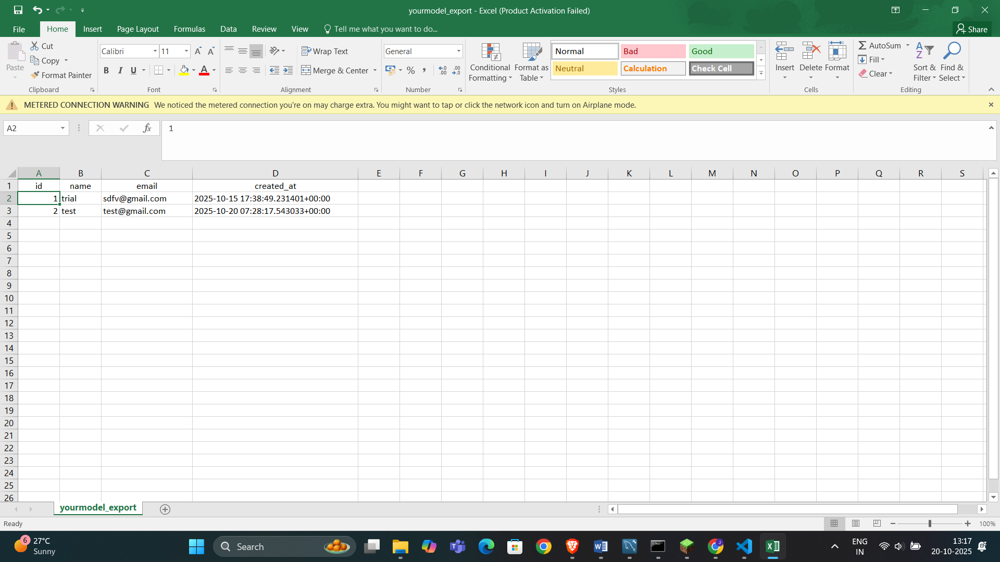 yourmodel_export - Excel (Product Activation Failed)
File Home Insert Page Layout Formulas Data Review View Tell me what you want to do... Share
Paste Cut Copy Format Painter Clipboard
Calibri 11 A A B I U A Font
Wrap Text Merge & Center Alignment
General % , .0 .00 .00 .0 Number
Conditional Formatting Format as Table
Normal Bad Good
Neutral Calculation Check Cell
Styles
Insert Delete Format
Cells
AutoSum Fill Clear Sort & Filter Find & Select
Editing
METERED CONNECTION WARNING We noticed the metered connection you're on may charge extra. You might want to tap or click the network icon and turn on Airplane mode.
A2 fx 1
A B C D E F G H I J K L M N O P Q R S
1 id name email created_at
2 1 trial sdfv@gmail.com 2025-10-15 17:38:49.231401+00:00
3 2 test test@gmail.com 2025-10-20 07:28:17.543033+00:00
4
5
6
7
8
9
10
11
12
13
14
15
16
17
18
19
20
21
22
23
24
25
26
yourmodel_export
Ready 100%
6 27°C Sunny Search ENG IN 13:17 20-10-2025